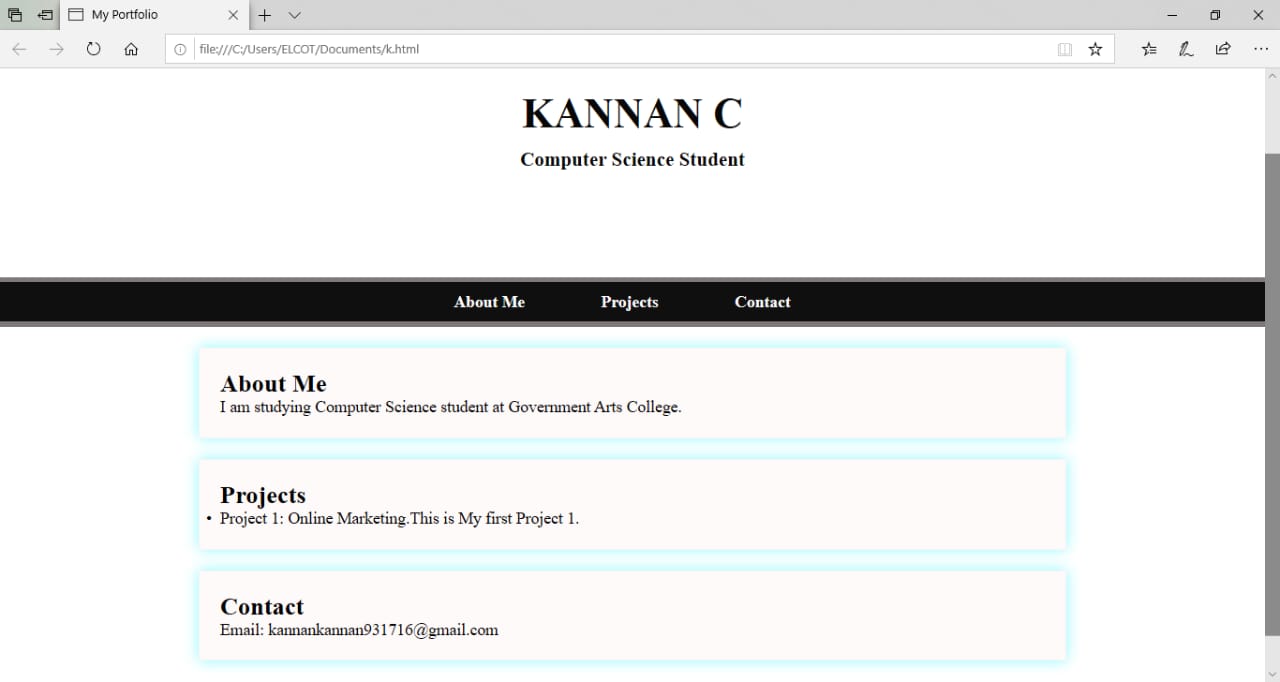 My Portfolio
file:///C:/Users/ELCOT/Documents/k.html
KANNAN C
Computer Science Student
About Me Projects Contact
About Me
I am studying Computer Science student at Government Arts College.
Projects
• Project 1: Online Marketing.This is My first Project 1.
Contact
Email: kannankannan931716@gmail.com